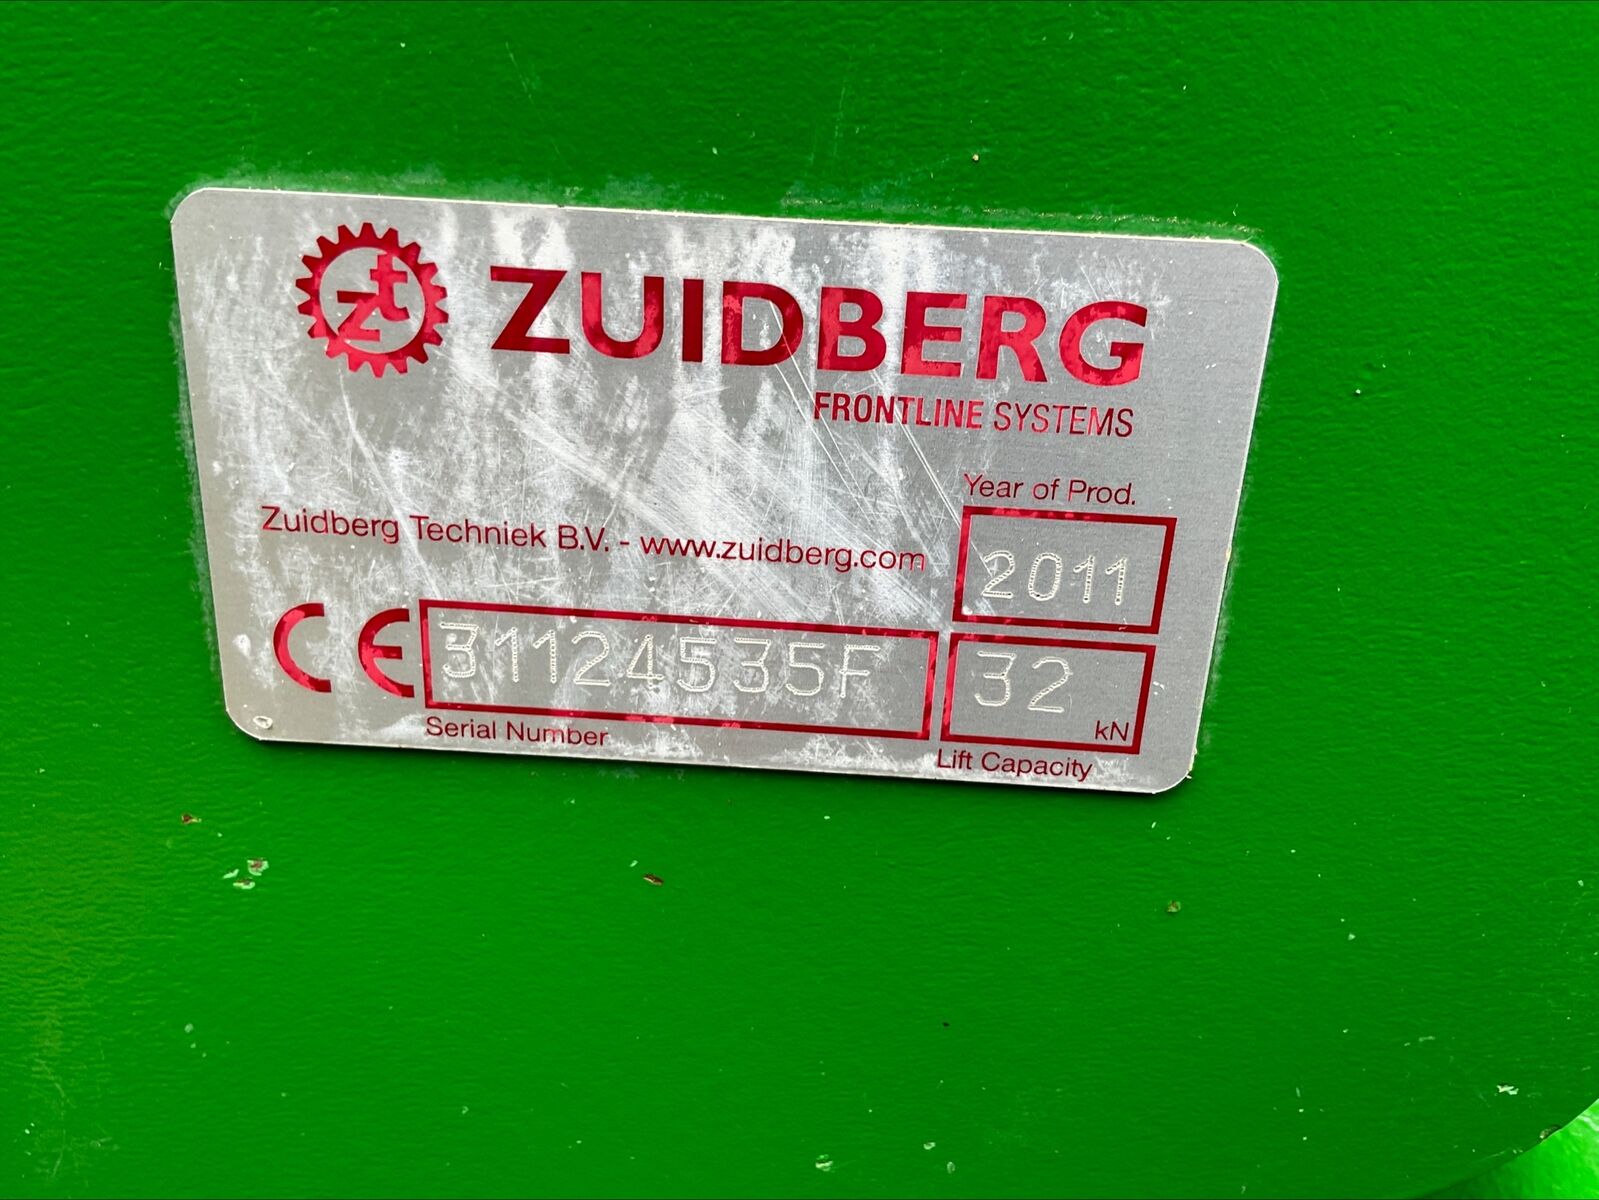 zt ZUIDBERG
FRONTLINE SYSTEMS
Year of Prod.
Zuidberg Techniek B.V. - www.zuidberg.com
2011
CE 31124535F
32 kN
Serial Number
Lift Capacity